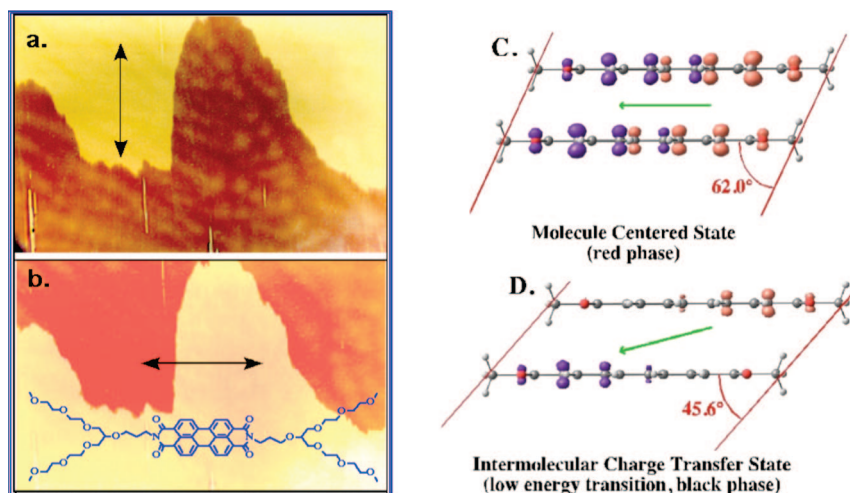 a.
b.
C.
62.0°
Molecule Centered State
(red phase)
D.
45.6°
Intermolecular Charge Transfer State
(low energy transition, black phase)